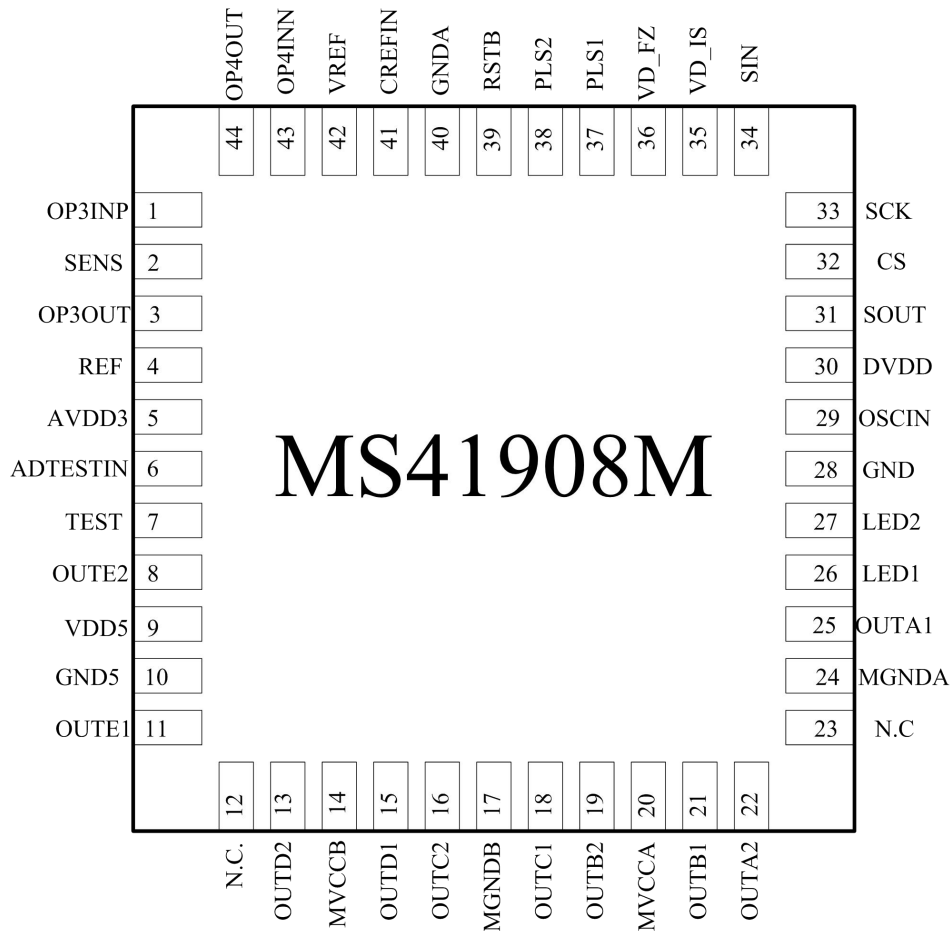 OP4OUT
OP4INN
VREF
CREFIN
GNDA
RSTB
PLS2
PLS1
VD_FZ
VD_IS
SIN
44
43
42
41
40
39
38
37
36
35
34
OP3INP 1
SENS 2
OP3OUT 3
REF 4
AVDD3 5
ADTESTIN 6
TEST 7
OUTE2 8
VDD5 9
GND5 10
OUTE1 11
MS41908M
33 SCK
32 CS
31 SOUT
30 DVDD
29 OSCIN
28 GND
27 LED2
26 LED1
25 OUTA1
24 MGNDA
23 N.C
12
13
14
15
16
17
18
19
20
21
22
N.C.
OUTD2
MVCCB
OUTD1
OUTC2
MGNDB
OUTC1
OUTB2
MVCCA
OUTB1
OUTA2